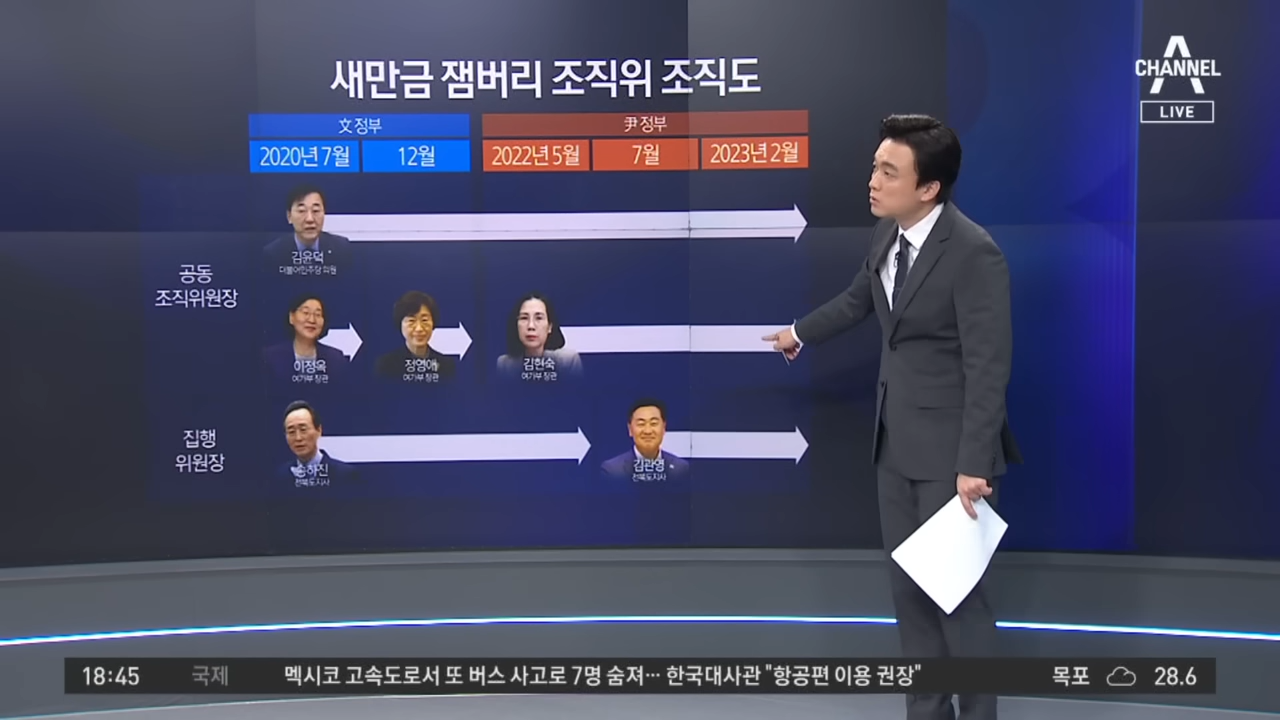 새만금 잼버리 조직위 조직도
CHANNEL
LIVE
文 정부
尹 정부
2020년 7월
12월
2022년 5월
7월
2023년 2월
김윤덕
더불어민주당 의원
공동
조직위원장
이정옥
여가부 장관
정영애
여가부 장관
김현숙
여가부 장관
집행
위원장
송하진
전북도지사
김관영
전북도지사
18:45
국제
멕시코 고속도로서 또 버스 사고로 7명 숨져… 한국대사관 "항공편 이용 권장"
목포
28.6